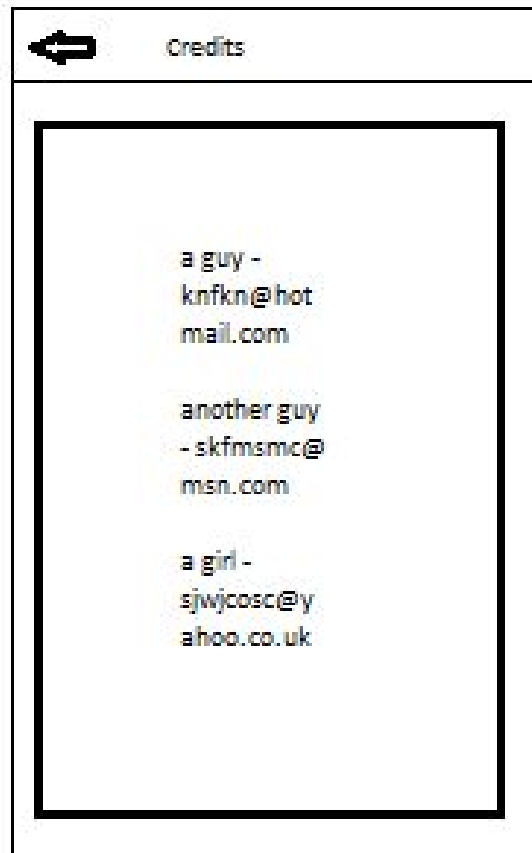 Credits
a guy -
knfkn@hot
mail.com
another guy
- skfmsmc@
msn.com
a girl -
sjwjcosc@y
ahoo.co.uk